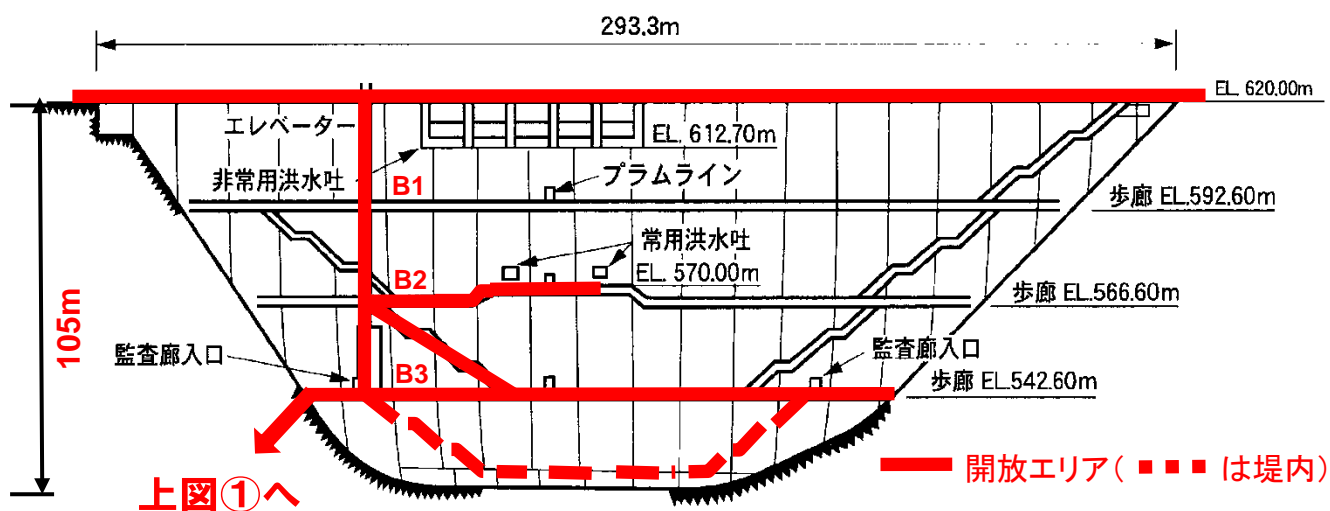 293.3m
EL. 620.00m
エレベーター
EL. 612.70m
非常用洪水吐
B1
プラムライン
歩廊 EL.592.60m
常用洪水吐
EL. 570.00m
B2
歩廊 EL.566.60m
105m
監査廊入口
監査廊入口
B3
歩廊 EL.542.60m
上図①へ
開放エリア( は堤内)